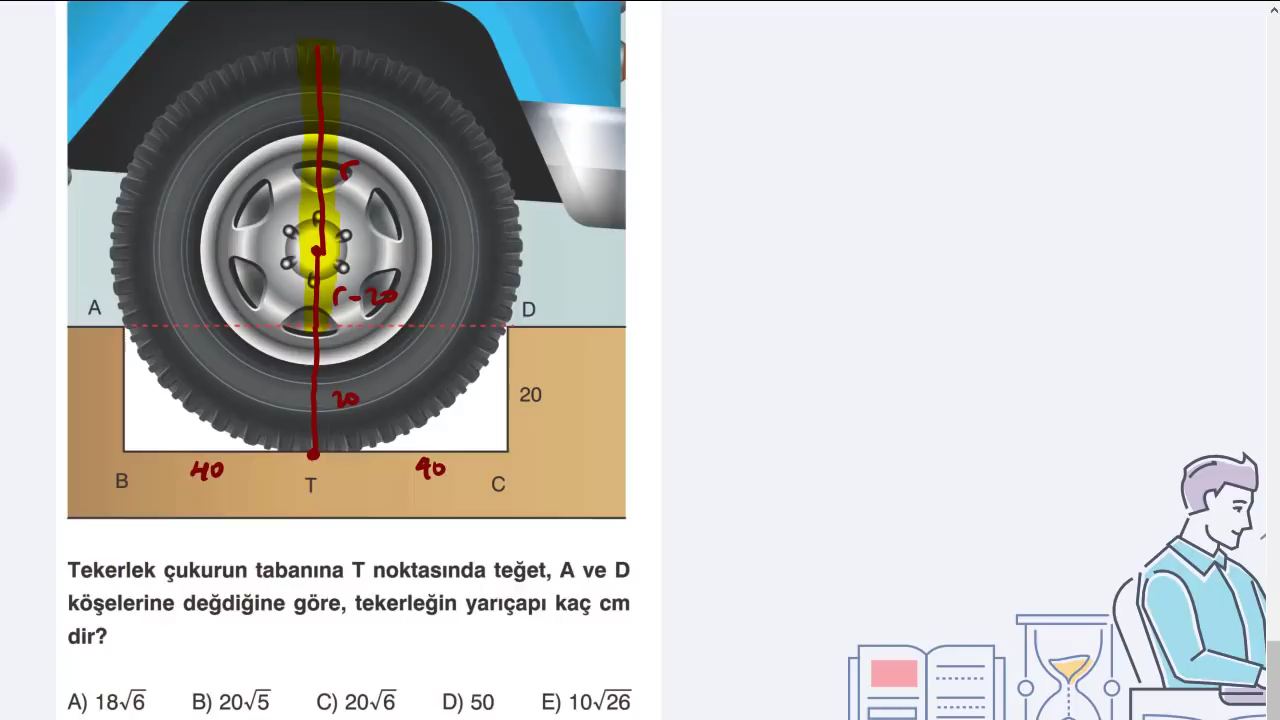 r
r - 20
A
D
20
20
40
40
B
T
C
Tekerlek çukurun tabanına T noktasında teğet, A ve D
köşelerine değdiğine göre, tekerleğin yarıçapı kaç cm
dir?
A) 18√6 B) 20√5 C) 20√6 D) 50 E) 10√26